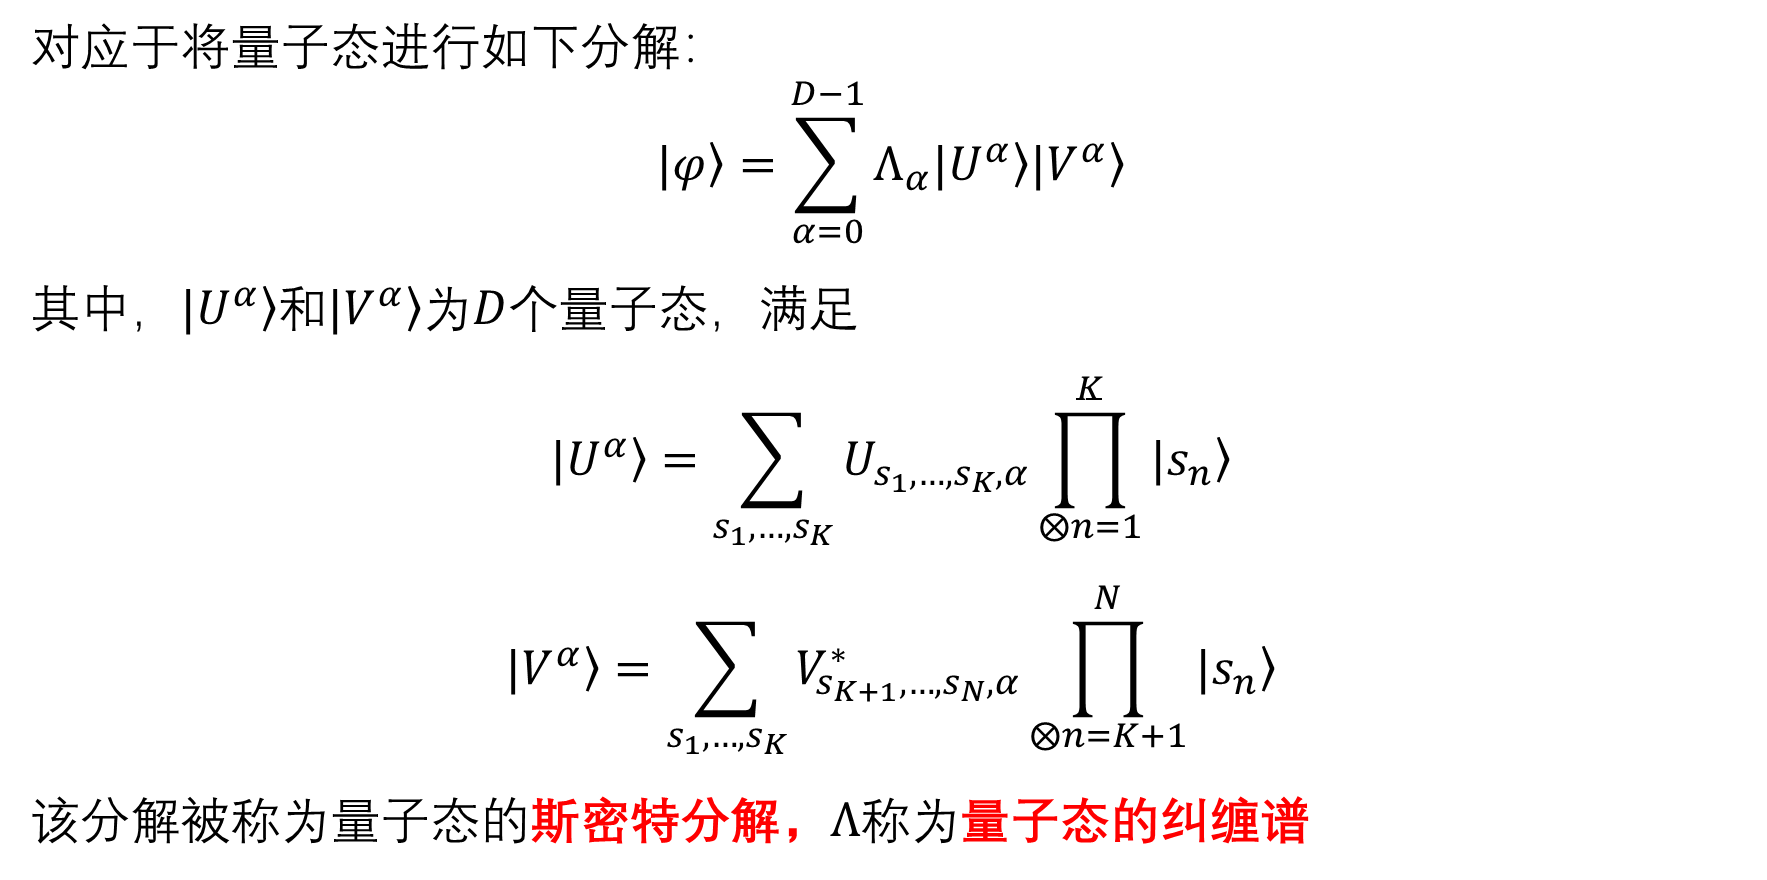 对应于将量子态进行如下分解:
|φ⟩ = ∑_{α=0}^{D−1} Λ_α|U^α⟩|V^α⟩
其中, |U^α⟩和|V^α⟩为D个量子态, 满足
|U^α⟩ = ∑_{s_1,…,s_K} U_{s_1,…,s_K,α} ∏_{⊗n=1}^{K} |s_n⟩
|V^α⟩ = ∑_{s_1,…,s_K} V^*_{s_{K+1},…,s_N,α} ∏_{⊗n=K+1}^{N} |s_n⟩
该分解被称为量子态的斯密特分解，Λ称为量子态的纠缠谱